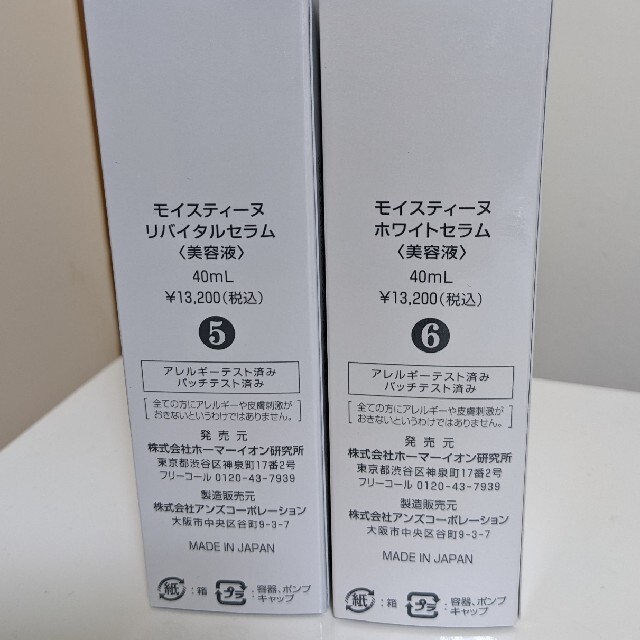 モイスティーヌ
リバイタルセラム
〈美容液〉
40mL
¥13,200(税込)
5
アレルギーテスト済み
パッチテスト済み
全ての方にアレルギーや皮膚刺激が
おきないというわけではありません。
発売元
株式会社ホーマーイオン研究所
東京都渋谷区神泉町17番2号
フリーコール 0120-43-7939
製造販売元
株式会社アンズコーポレーション
大阪市中央区谷町9-3-7
MADE IN JAPAN
紙 :箱 プラ :容器、ポンプ
キャップ
モイスティーヌ
ホワイトセラム
〈美容液〉
40mL
¥13,200(税込)
6
アレルギーテスト済み
パッチテスト済み
全ての方にアレルギーや皮膚刺激が
おきないというわけではありません。
発売元
株式会社ホーマーイオン研究所
東京都渋谷区神泉町17番2号
フリーコール 0120-43-7939
製造販売元
株式会社アンズコーポレーション
大阪市中央区谷町9-3-7
MADE IN JAPAN
紙 :箱 プラ :容器、ポンプ
キャップ